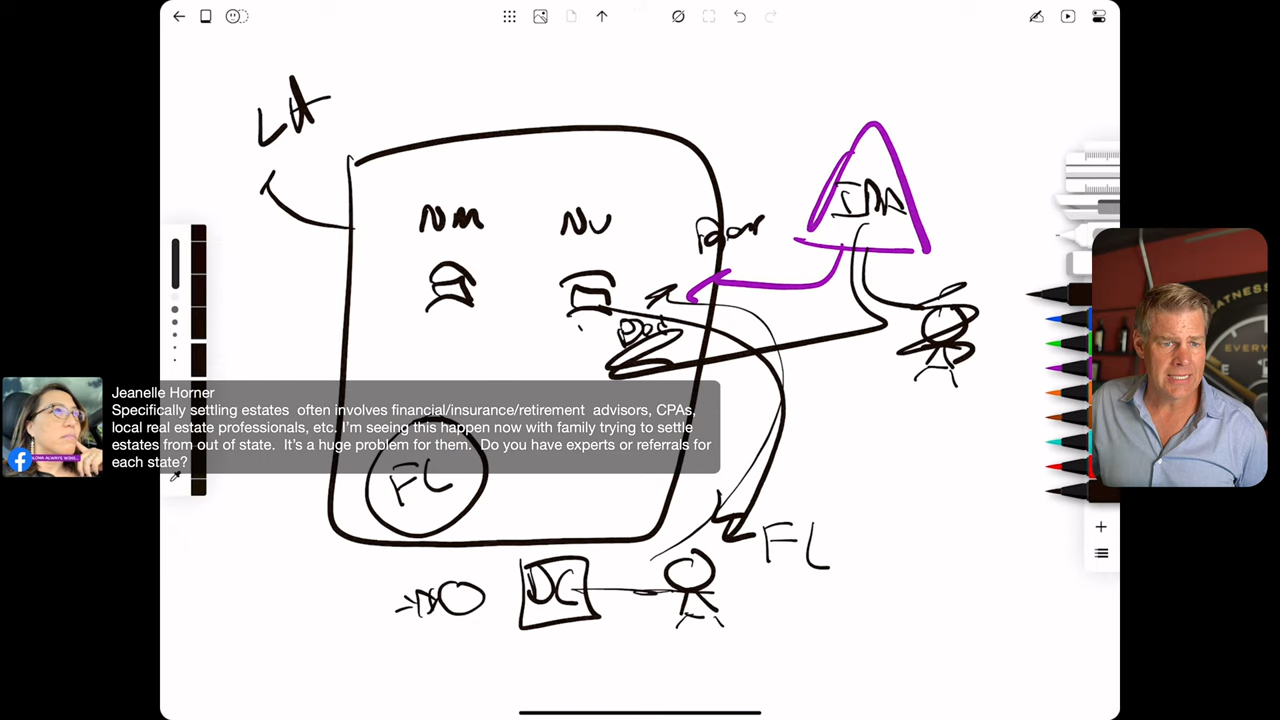 LA
NM
NV
IRA
Jeanelle Horner
Specifically settling estates often involves financial/insurance/retirement advisors, CPAs,
local real estate professionals, etc. I'm seeing this happen now with family trying to settle
estates from out of state. It's a huge problem for them. Do you have experts or referrals for
each state?
FL
FL
DC
EVERY